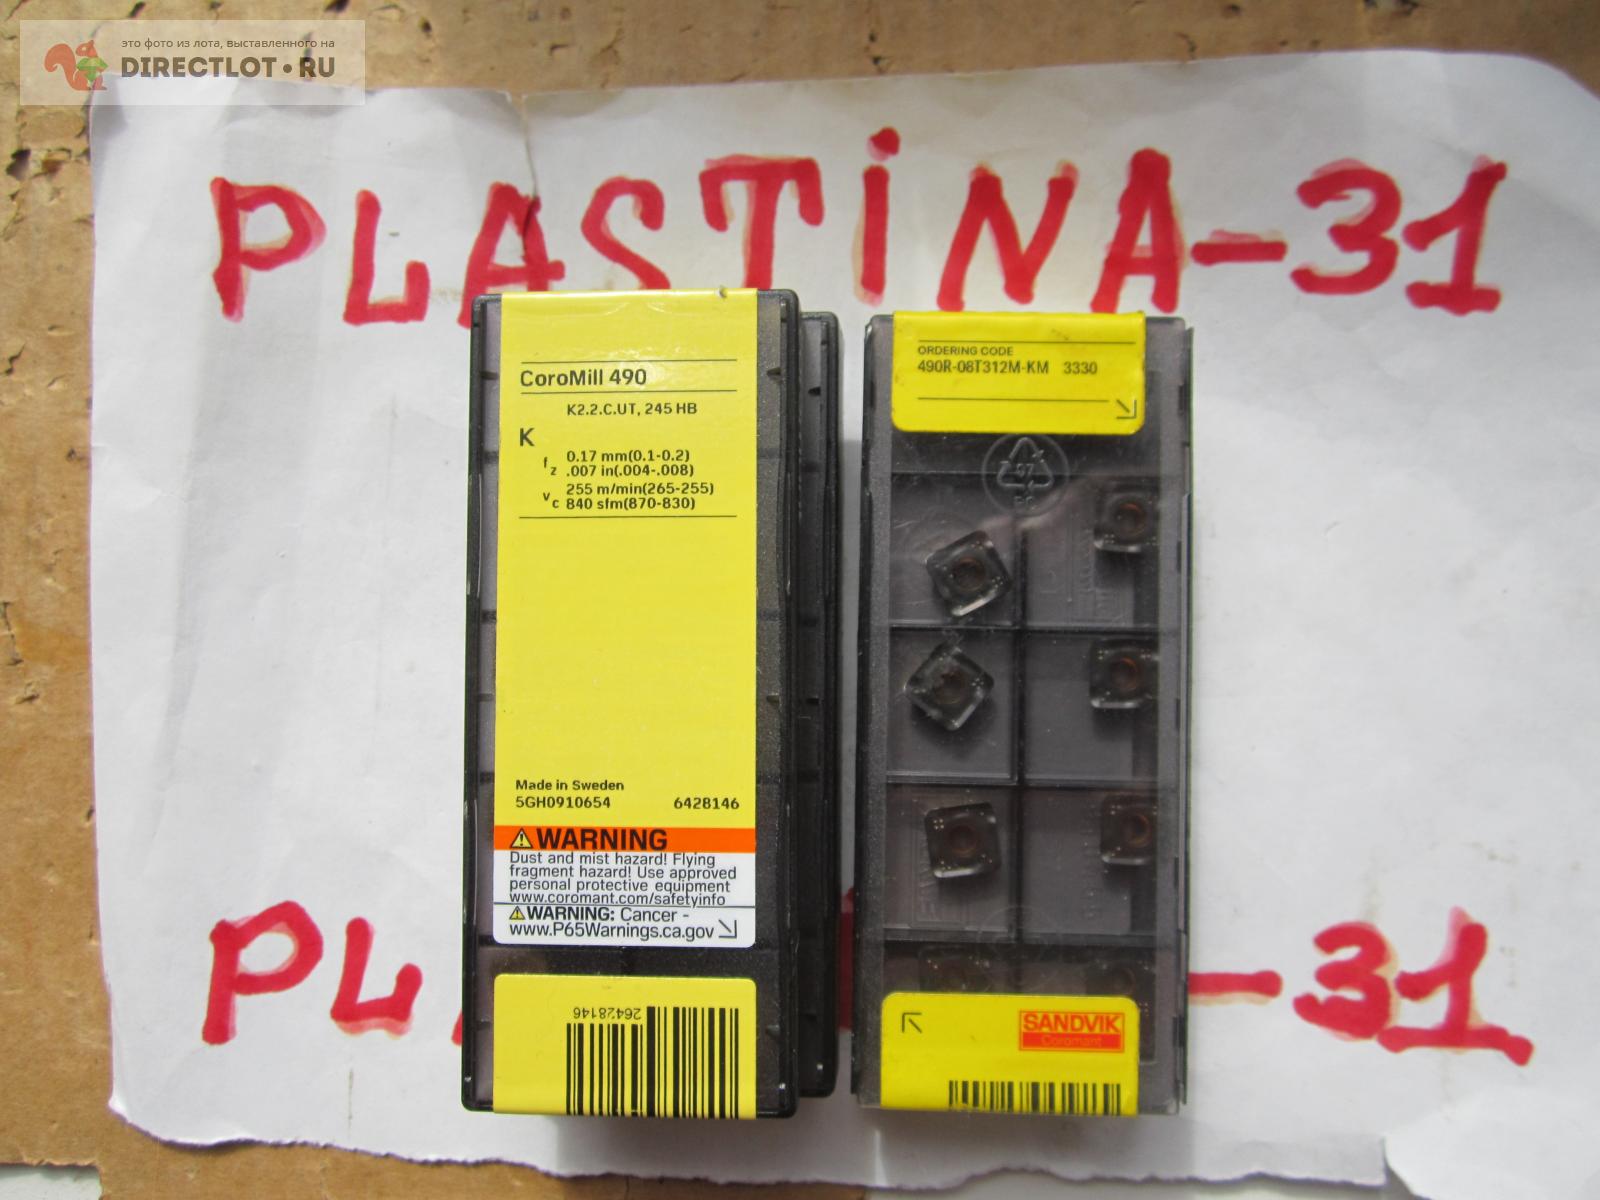 это фото из лота, выставленного на
DIRECTLOT•RU
PLASTINA-31
CoroMill 490
K2.2.C.UT, 245 HB
K
fz 0.17 mm(0.1-0.2)
.007 in(.004-.008)
vc 255 m/min(265-255)
840 sfm(870-830)
Made in Sweden
5GH0910654 6428146
WARNING
Dust and mist hazard! Flying
fragment hazard! Use approved
personal protective equipment
www.coromant.com/safetyinfo
WARNING: Cancer -
www.P65Warnings.ca.gov
26428146
ORDERING CODE
490R-08T312M-KM 3330
07
SANDVIK
Coromant
PL -31